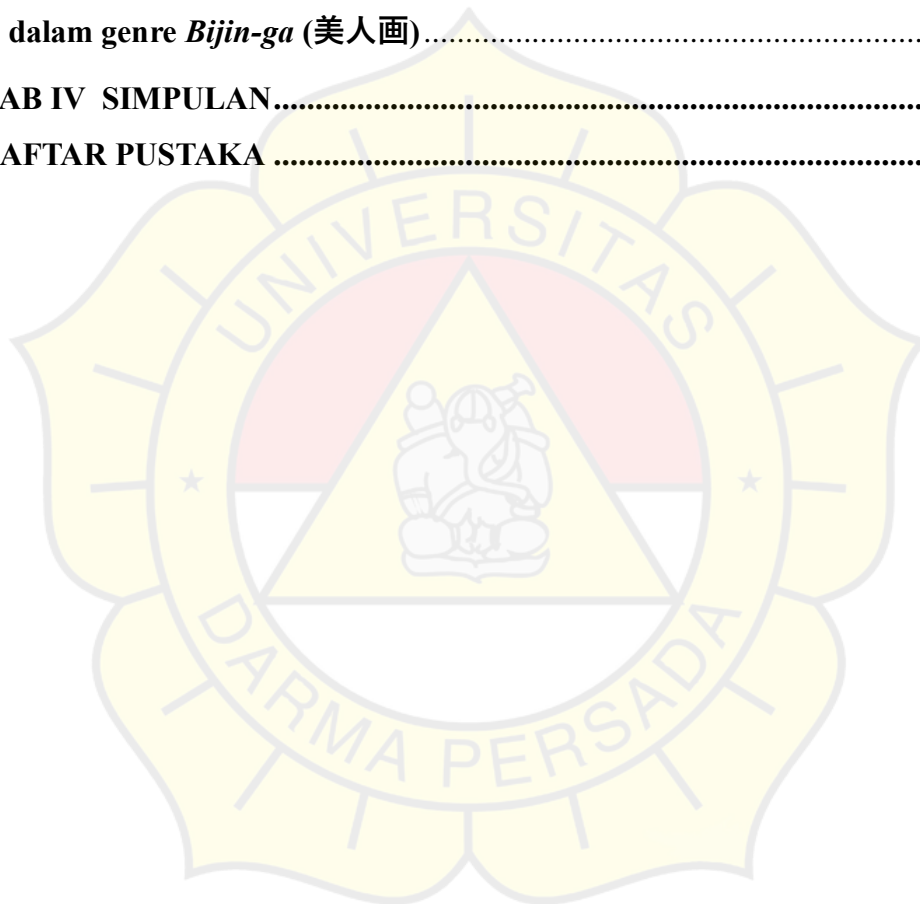 dalam genre Bijin-ga (美人画)..............................................................
AB IV  SIMPULAN..................................................................................
AFTAR PUSTAKA ..................................................................................
UNIVERSITAS
DARMA PERSADA